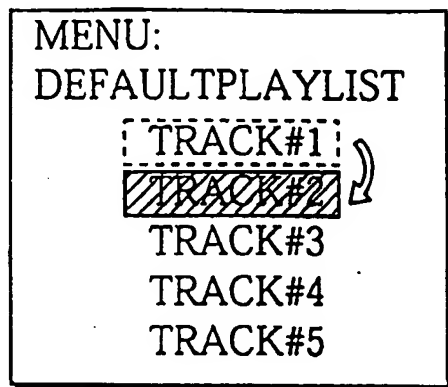 MENU:
DEFAULTPLAYLIST
TRACK#1
TRACK#2
TRACK#3
TRACK#4
TRACK#5